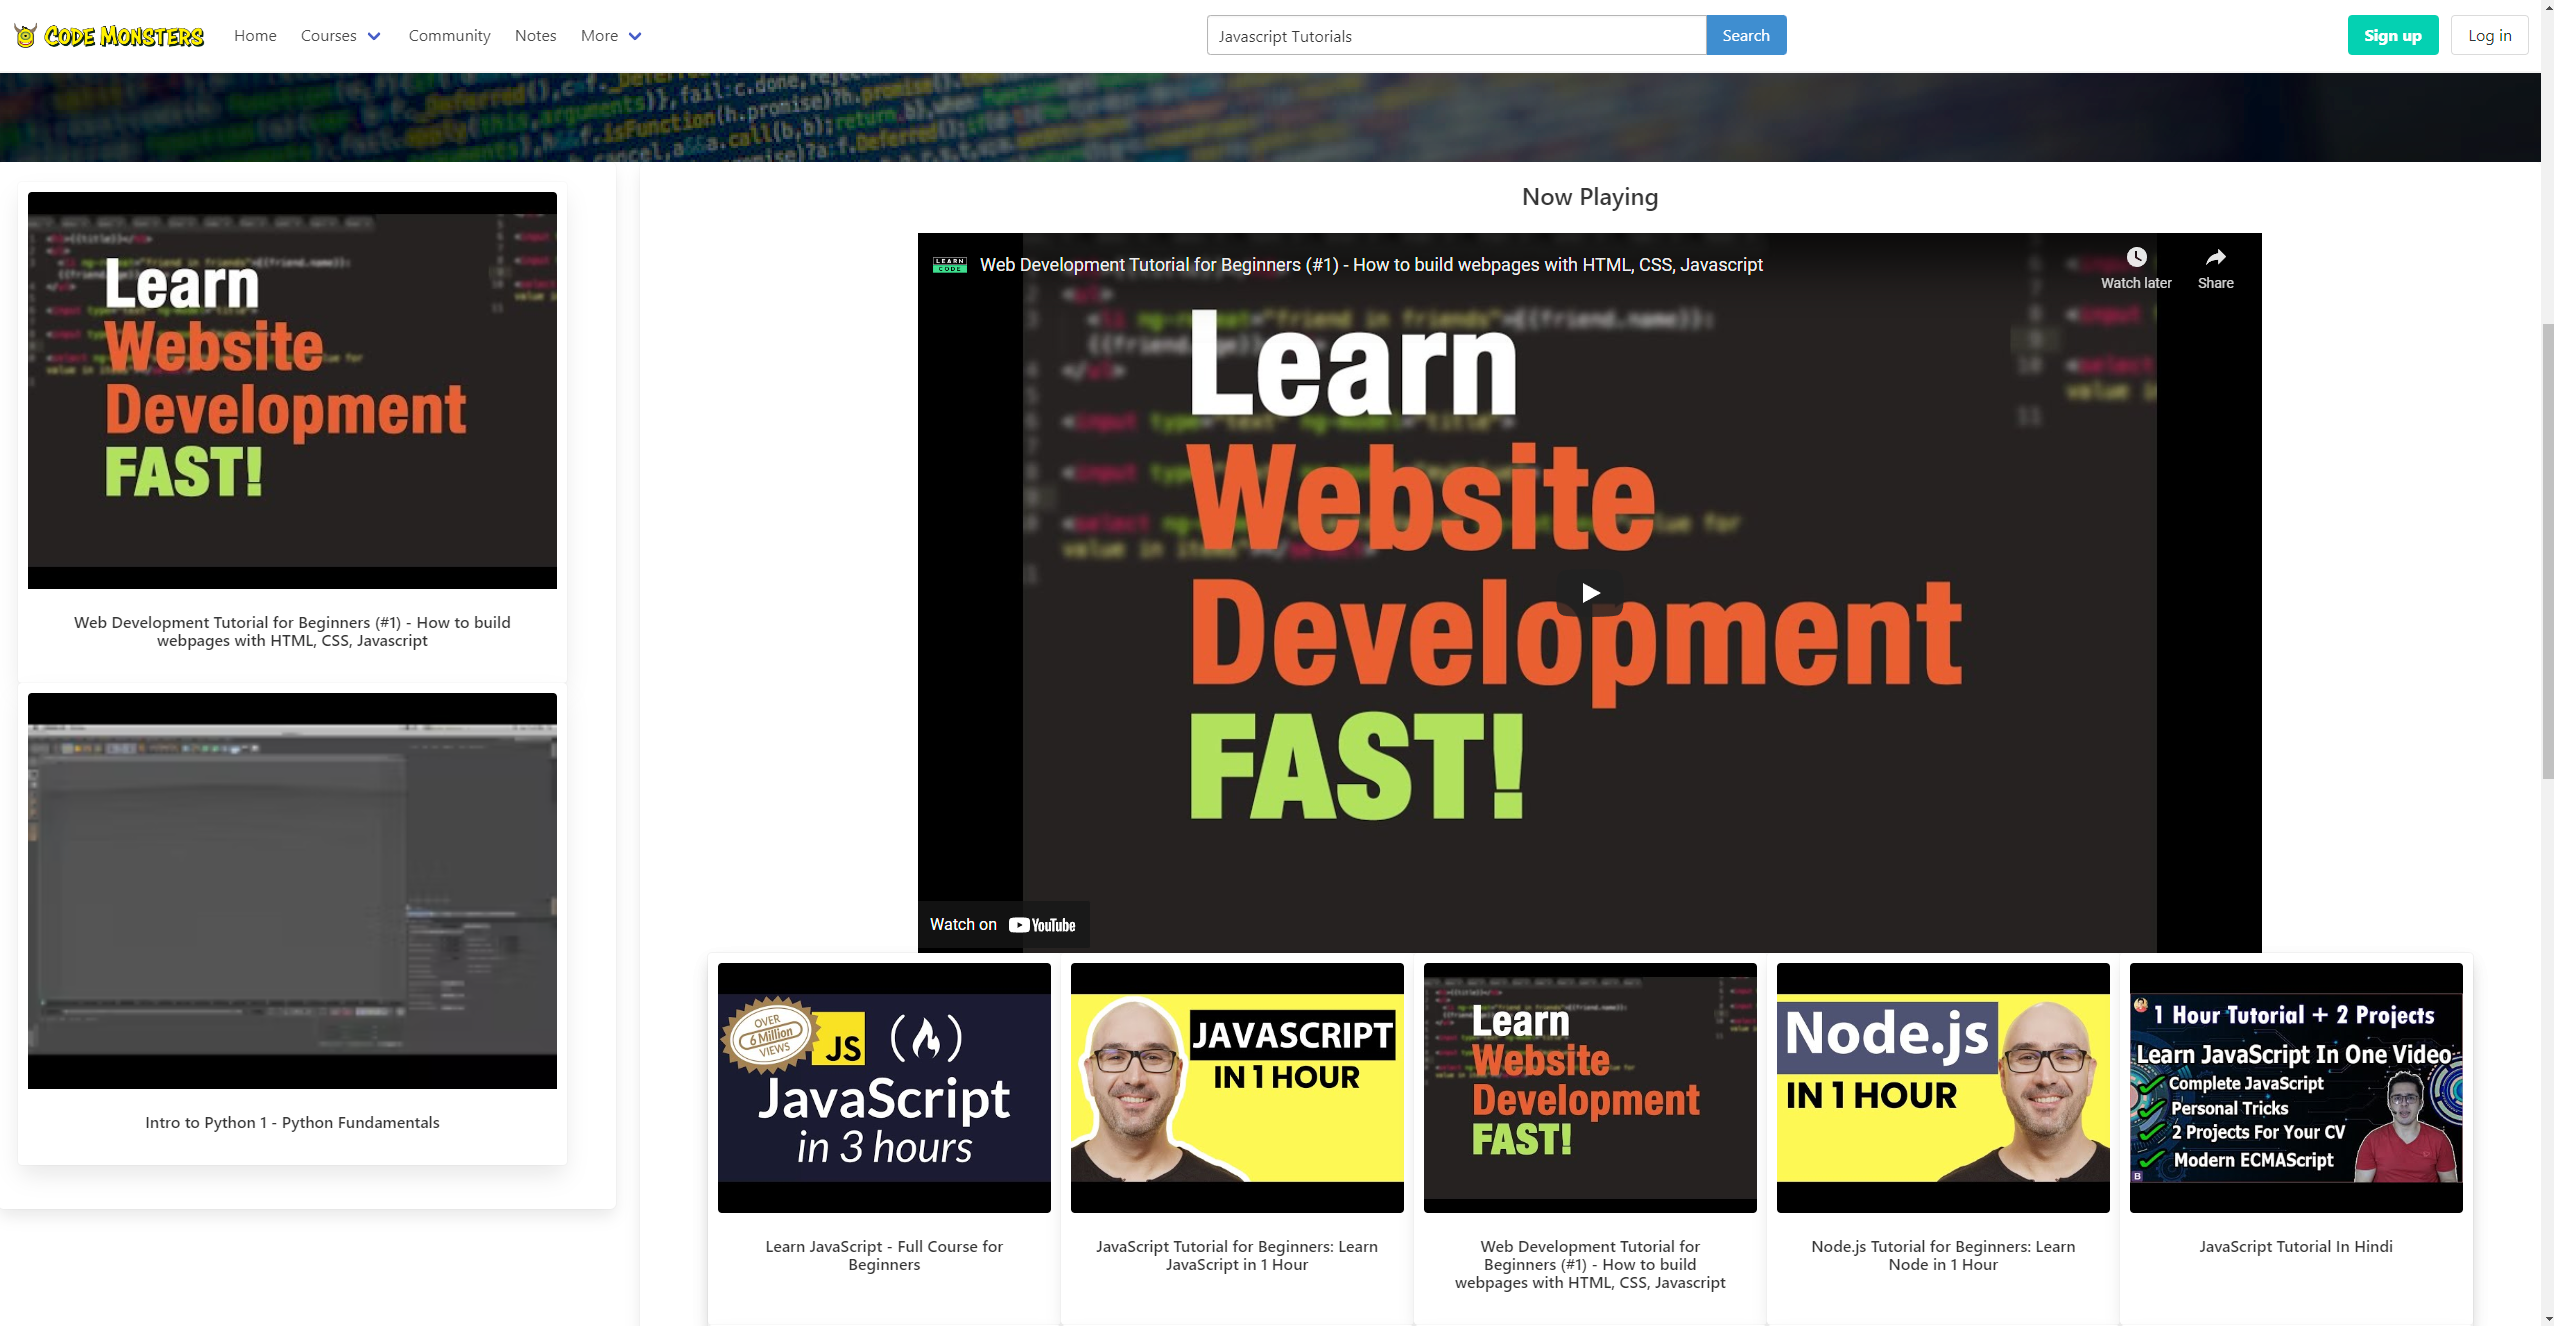 CODE MONSTERS
Home
Courses
Community
Notes
More
Javascript Tutorials
Search
Sign up
Log in
Learn
Website
Development
FAST!
Web Development Tutorial for Beginners (#1) - How to build
webpages with HTML, CSS, Javascript
Intro to Python 1 - Python Fundamentals
Now Playing
LEARN
CODE
Web Development Tutorial for Beginners (#1) - How to build webpages with HTML, CSS, Javascript
Watch later
Share
Learn
Website
Development
FAST!
Watch on YouTube
OVER
6 Million
VIEWS
JS
JavaScript
in 3 hours
Learn JavaScript - Full Course for
Beginners
JAVASCRIPT
IN 1 HOUR
JavaScript Tutorial for Beginners: Learn
JavaScript in 1 Hour
Learn
Website
Development
FAST!
Web Development Tutorial for
Beginners (#1) - How to build
webpages with HTML, CSS, Javascript
Node.js
IN 1 HOUR
Node.js Tutorial for Beginners: Learn
Node in 1 Hour
1 Hour Tutorial + 2 Projects
Learn JavaScript In One Video
Complete JavaScript
Personal Tricks
2 Projects For Your CV
Modern ECMAScript
B
JavaScript Tutorial In Hindi